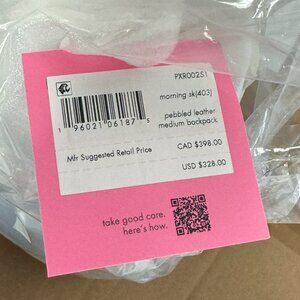 PXR00251
morning sk(403)
1 96021 06187 5
pebbled leather
medium backpack
Mfr Suggested Retail Price
CAD $398.00
USD $328.00
take good care.
here's how.